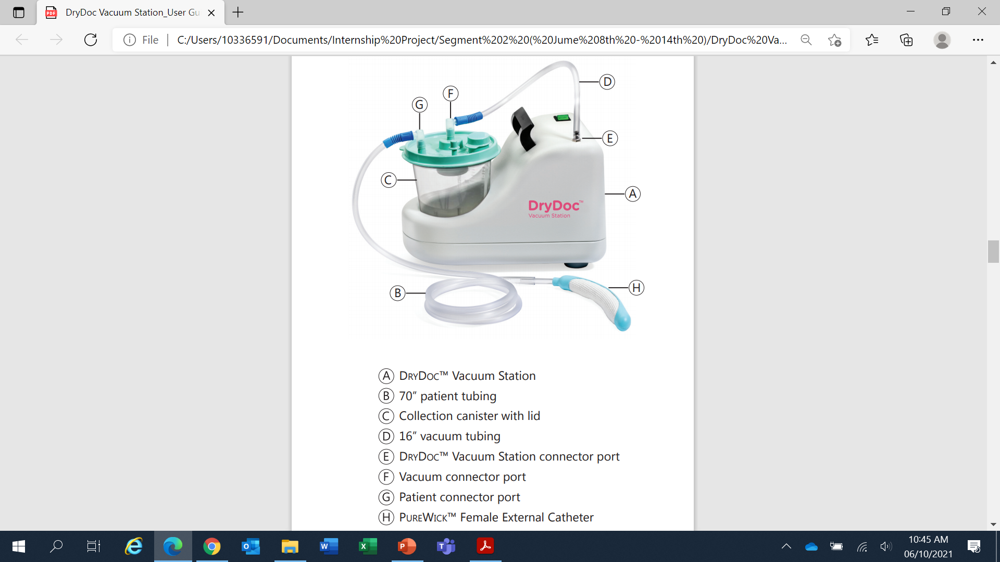 DryDoc Vacuum Station_User Gu
File
C:/Users/10336591/Documents/Internship%20Project/Segment%202%20(%20Jume%208th%20-%2014th%20)/DryDoc%20Va...
D
F
G
E
C
A
DryDoc™
Vacuum Station
H
B
A DRYDOC™ Vacuum Station
B 70″ patient tubing
C Collection canister with lid
D 16″ vacuum tubing
E DRYDOC™ Vacuum Station connector port
F Vacuum connector port
G Patient connector port
H PUREWICK™ Female External Catheter
10:45 AM
06/10/2021